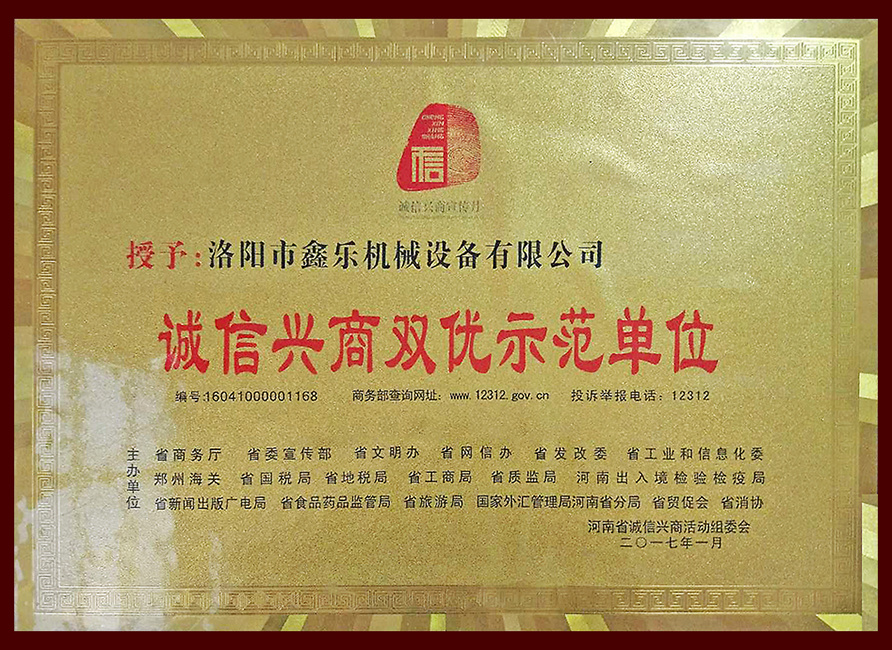 CHENG
XIN
XING
SHANG
信
诚信兴商宣传月
授予:洛阳市鑫乐机械设备有限公司
诚信兴商双优示范单位
编号:16041000001168 商务部查询网址: www.12312.gov.cn 投诉举报电话: 12312
主办单位
省商务厅 省委宣传部 省文明办 省网信办 省发改委 省工业和信息化委
郑州海关 省国税局 省地税局 省工商局 省质监局 河南出入境检验检疫局
省新闻出版广电局 省食品药品监管局 省旅游局 国家外汇管理局河南省分局 省贸促会 省消协
河南省诚信兴商活动组委会
二〇一七年一月